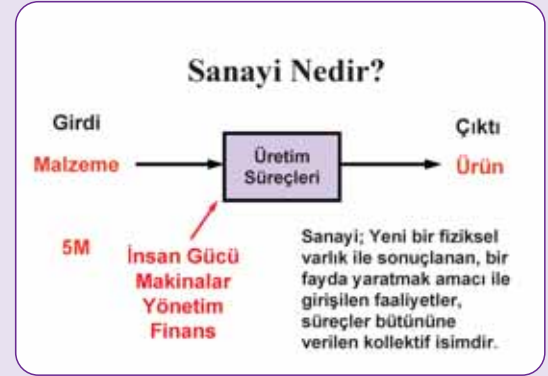 Sanayi Nedir?
Girdi
Çıktı
Malzeme
Üretim
Süreçleri
Ürün
5M
İnsan Gücü
Makinalar
Yönetim
Finans
Sanayi; Yeni bir fiziksel
varlık ile sonuçlanan, bir
fayda yaratmak amacı ile
girişilen faaliyetler,
süreçler bütününe
verilen kollektif isimdir.